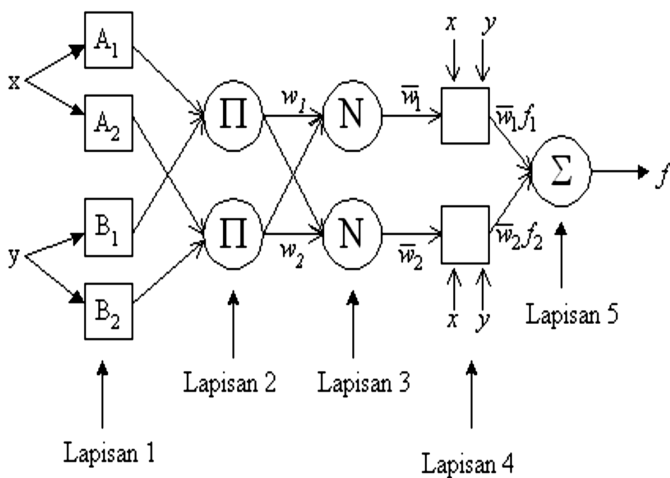 x
y
A₁
x
A₂
Π
w₁
N
w̅₁
w̅₁f₁
Σ
f
y
B₁
B₂
Π
w₂
N
w̅₂
w̅₂f₂
x
y
Lapisan 5
Lapisan 2
Lapisan 3
Lapisan 1
Lapisan 4